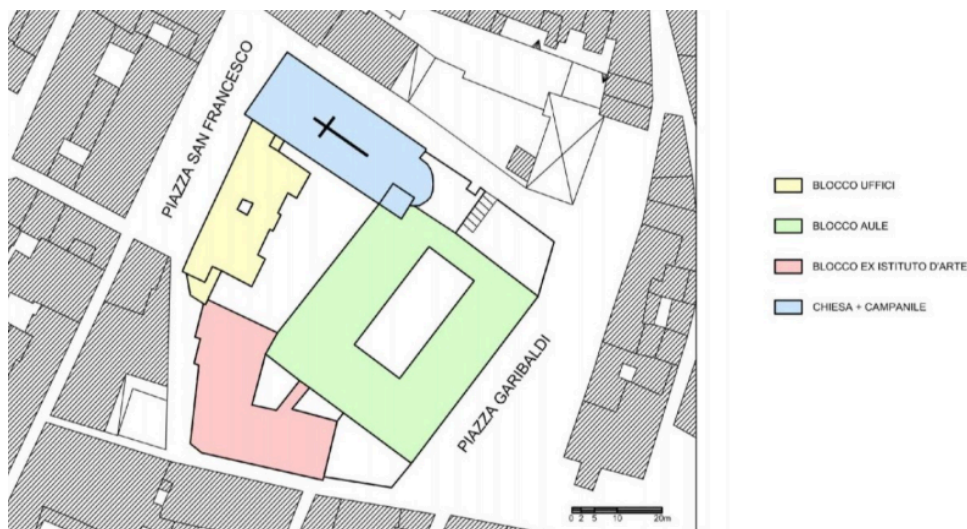 PIAZZA SAN FRANCESCO
PIAZZA GARIBALDI
BLOCCO UFFICI
BLOCCO AULE
BLOCCO EX ISTITUTO D'ARTE
CHIESA + CAMPANILE
0 2 5 10 20m